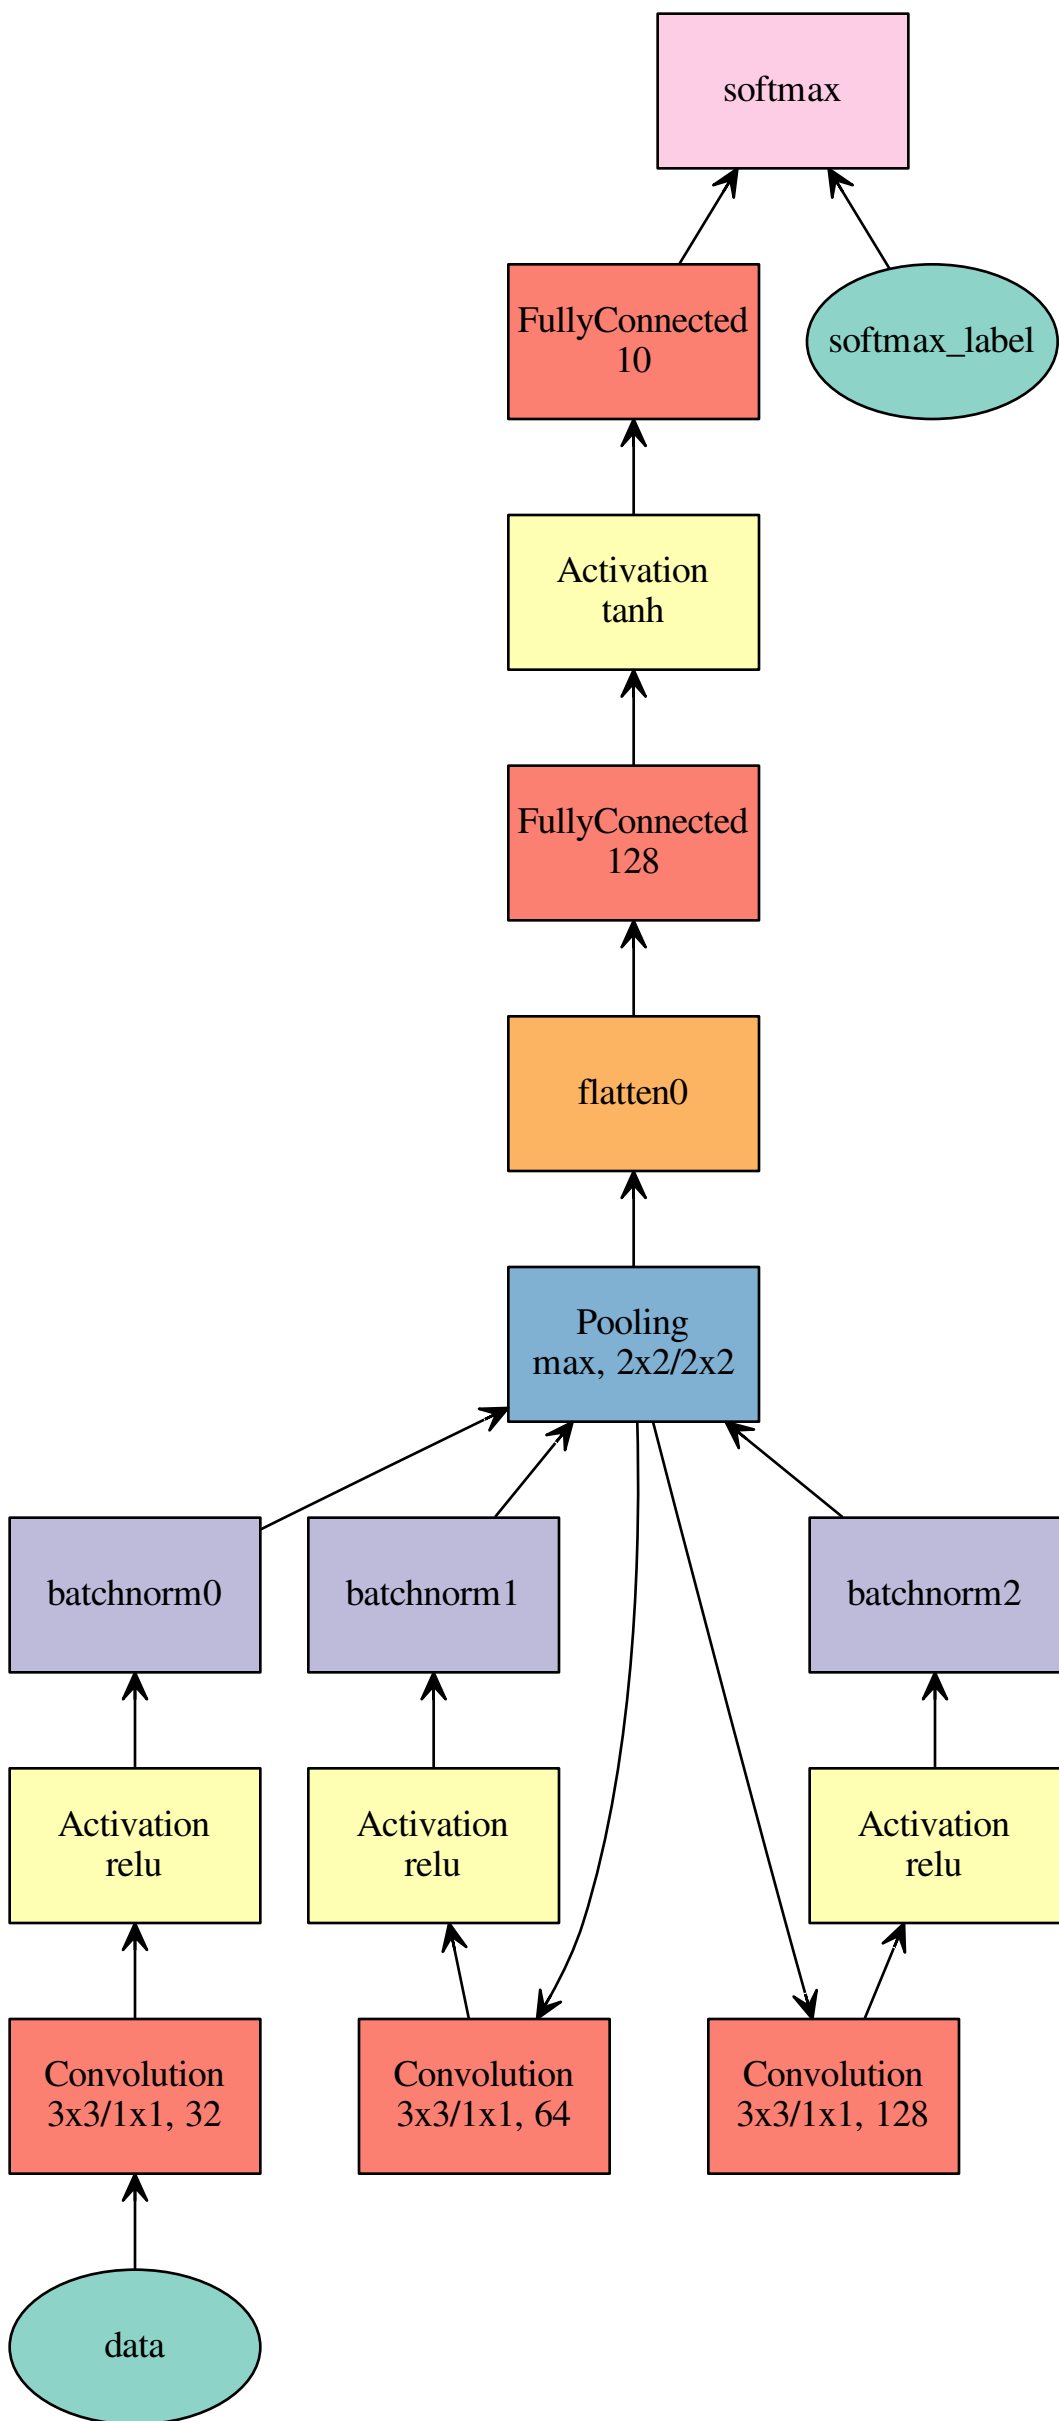 softmax
FullyConnected
10
softmax_label
Activation
tanh
FullyConnected
128
flatten0
Pooling
max, 2x2/2x2
batchnorm0
batchnorm1
batchnorm2
Activation
relu
Activation
relu
Activation
relu
Convolution
3x3/1x1, 32
Convolution
3x3/1x1, 64
Convolution
3x3/1x1, 128
data